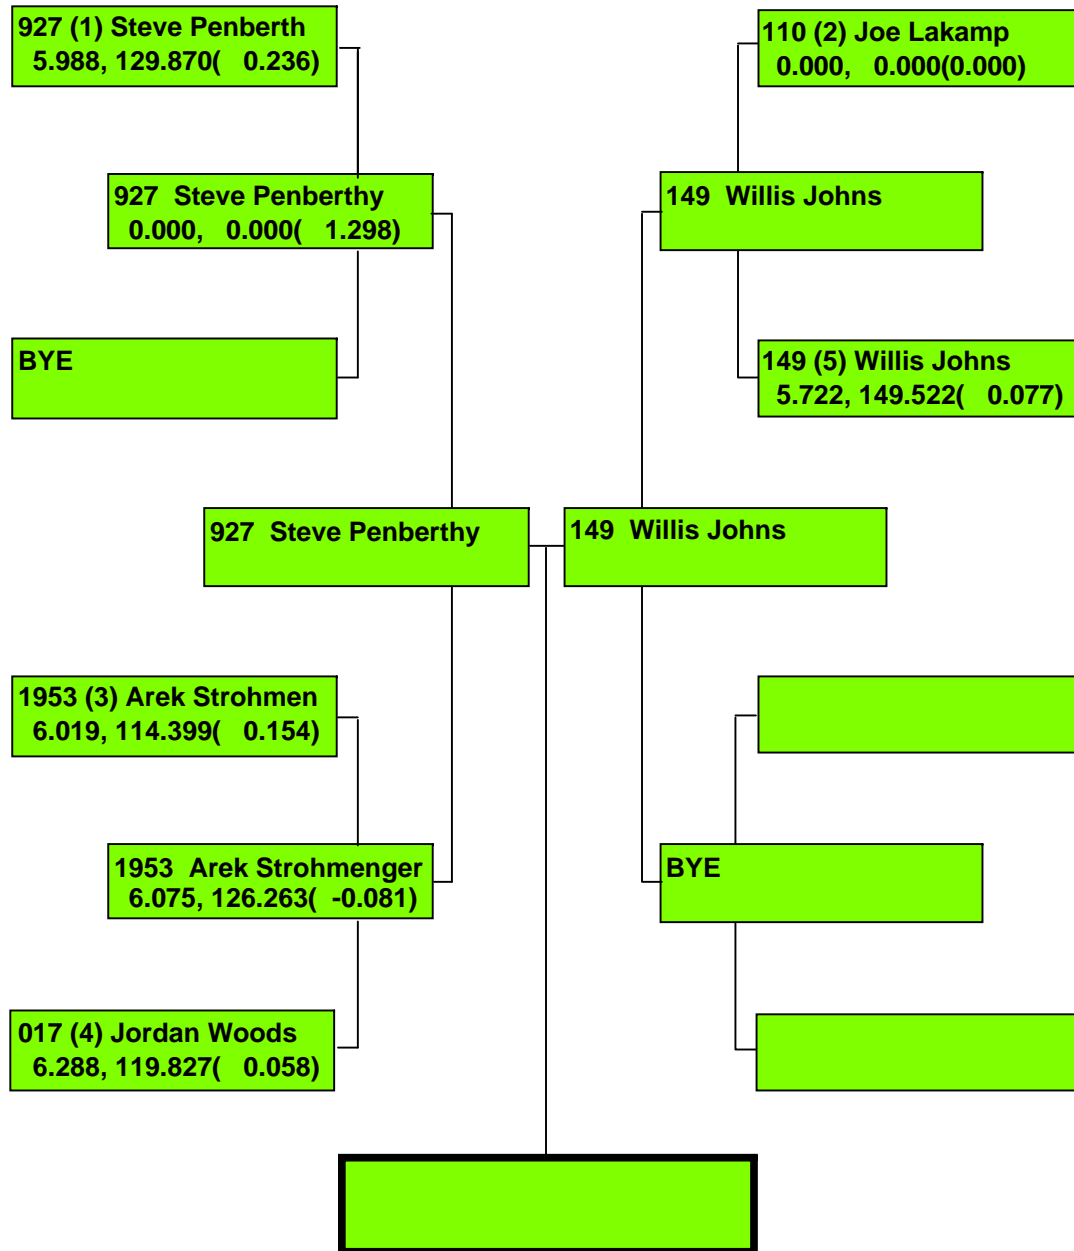 927 (1) Steve Penberth
5.988, 129.870( 0.236)
110 (2) Joe Lakamp
0.000, 0.000(0.000)
927 Steve Penberthy
0.000, 0.000( 1.298)
149 Willis Johns
BYE
149 (5) Willis Johns
5.722, 149.522( 0.077)
927 Steve Penberthy
149 Willis Johns
1953 (3) Arek Strohmen
6.019, 114.399( 0.154)
1953 Arek Strohmenger
6.075, 126.263( -0.081)
BYE
017 (4) Jordan Woods
6.288, 119.827( 0.058)